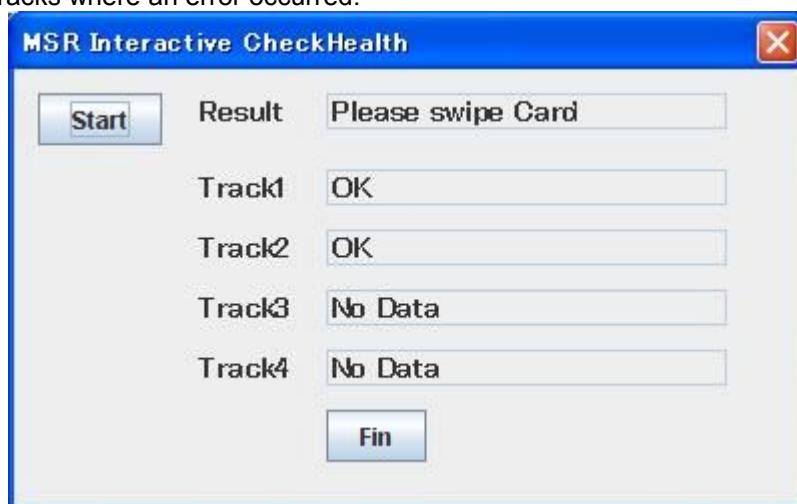 racks where an error occurred.
MSR Interactive CheckHealth
Start Result Please swipe Card
Track1 OK
Track2 OK
Track3 No Data
Track4 No Data
Fin